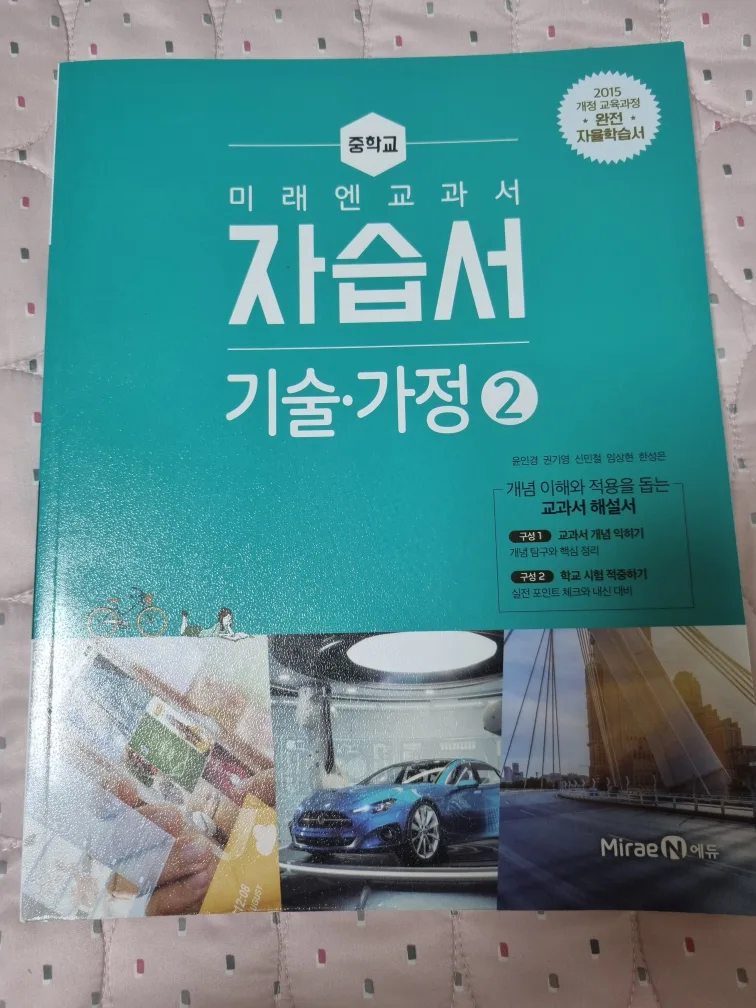 2015
개정 교육과정
완전
자율학습서
중학교
미래엔교과서
자습서
기술·가정 2
윤인경 권기영 신민철 임상현 한성은
개념 이해와 적용을 돕는
교과서 해설서
구성 1 교과서 개념 익히기
개념 탐구와 핵심 정리
구성 2 학교 시험 적중하기
실전 포인트 체크와 내신 대비
Mirae N 에듀
12:08